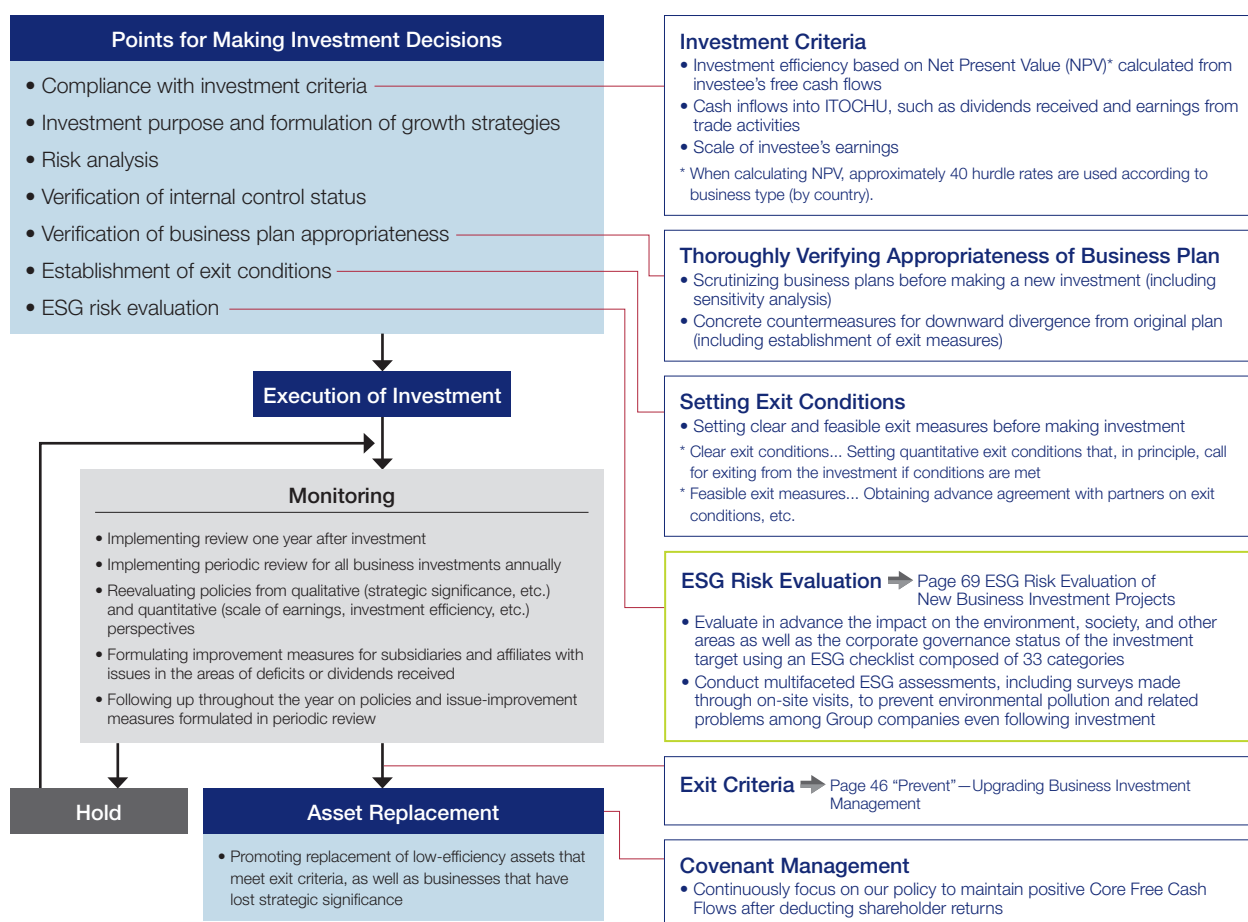 Points for Making Investment Decisions
• Compliance with investment criteria
• Investment purpose and formulation of growth strategies
• Risk analysis
• Verification of internal control status
• Verification of business plan appropriateness
• Establishment of exit conditions
• ESG risk evaluation
Execution of Investment
Monitoring
• Implementing review one year after investment
• Implementing periodic review for all business investments annually
• Reevaluating policies from qualitative (strategic significance, etc.)
and quantitative (scale of earnings, investment efficiency, etc.)
perspectives
• Formulating improvement measures for subsidiaries and affiliates with
issues in the areas of deficits or dividends received
• Following up throughout the year on policies and issue-improvement
measures formulated in periodic review
Hold
Asset Replacement
• Promoting replacement of low-efficiency assets that
meet exit criteria, as well as businesses that have
lost strategic significance
Investment Criteria
• Investment efficiency based on Net Present Value (NPV)* calculated from
investee's free cash flows
• Cash inflows into ITOCHU, such as dividends received and earnings from
trade activities
• Scale of investee's earnings
* When calculating NPV, approximately 40 hurdle rates are used according to
business type (by country).
Thoroughly Verifying Appropriateness of Business Plan
• Scrutinizing business plans before making a new investment (including
sensitivity analysis)
• Concrete countermeasures for downward divergence from original plan
(including establishment of exit measures)
Setting Exit Conditions
• Setting clear and feasible exit measures before making investment
* Clear exit conditions... Setting quantitative exit conditions that, in principle, call
for exiting from the investment if conditions are met
* Feasible exit measures... Obtaining advance agreement with partners on exit
conditions, etc.
ESG Risk Evaluation Page 69 ESG Risk Evaluation of
New Business Investment Projects
• Evaluate in advance the impact on the environment, society, and other
areas as well as the corporate governance status of the investment
target using an ESG checklist composed of 33 categories
• Conduct multifaceted ESG assessments, including surveys made
through on-site visits, to prevent environmental pollution and related
problems among Group companies even following investment
Exit Criteria Page 46 "Prevent"—Upgrading Business Investment
Management
Covenant Management
• Continuously focus on our policy to maintain positive Core Free Cash
Flows after deducting shareholder returns